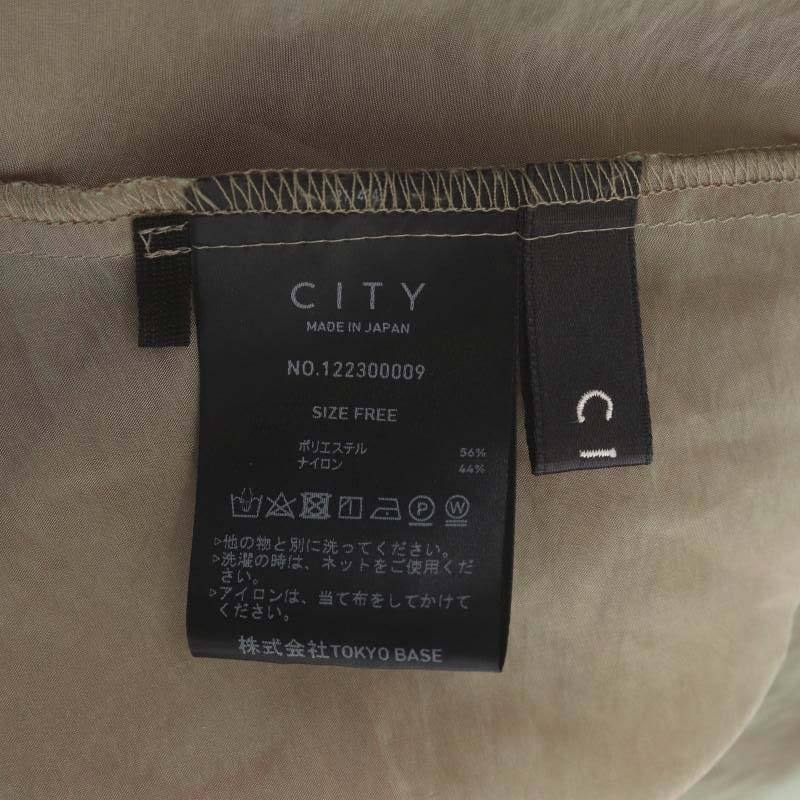 CITY
MADE IN JAPAN
NO.122300009
SIZE FREE
ポリエステル 56%
ナイロン 44%
▷他の物と別に洗ってください。
▷洗濯の時は、ネットをご使用くだ
さい。
▷アイロンは、当て布をしてかけて
ください。
株式会社TOKYO BASE
CI